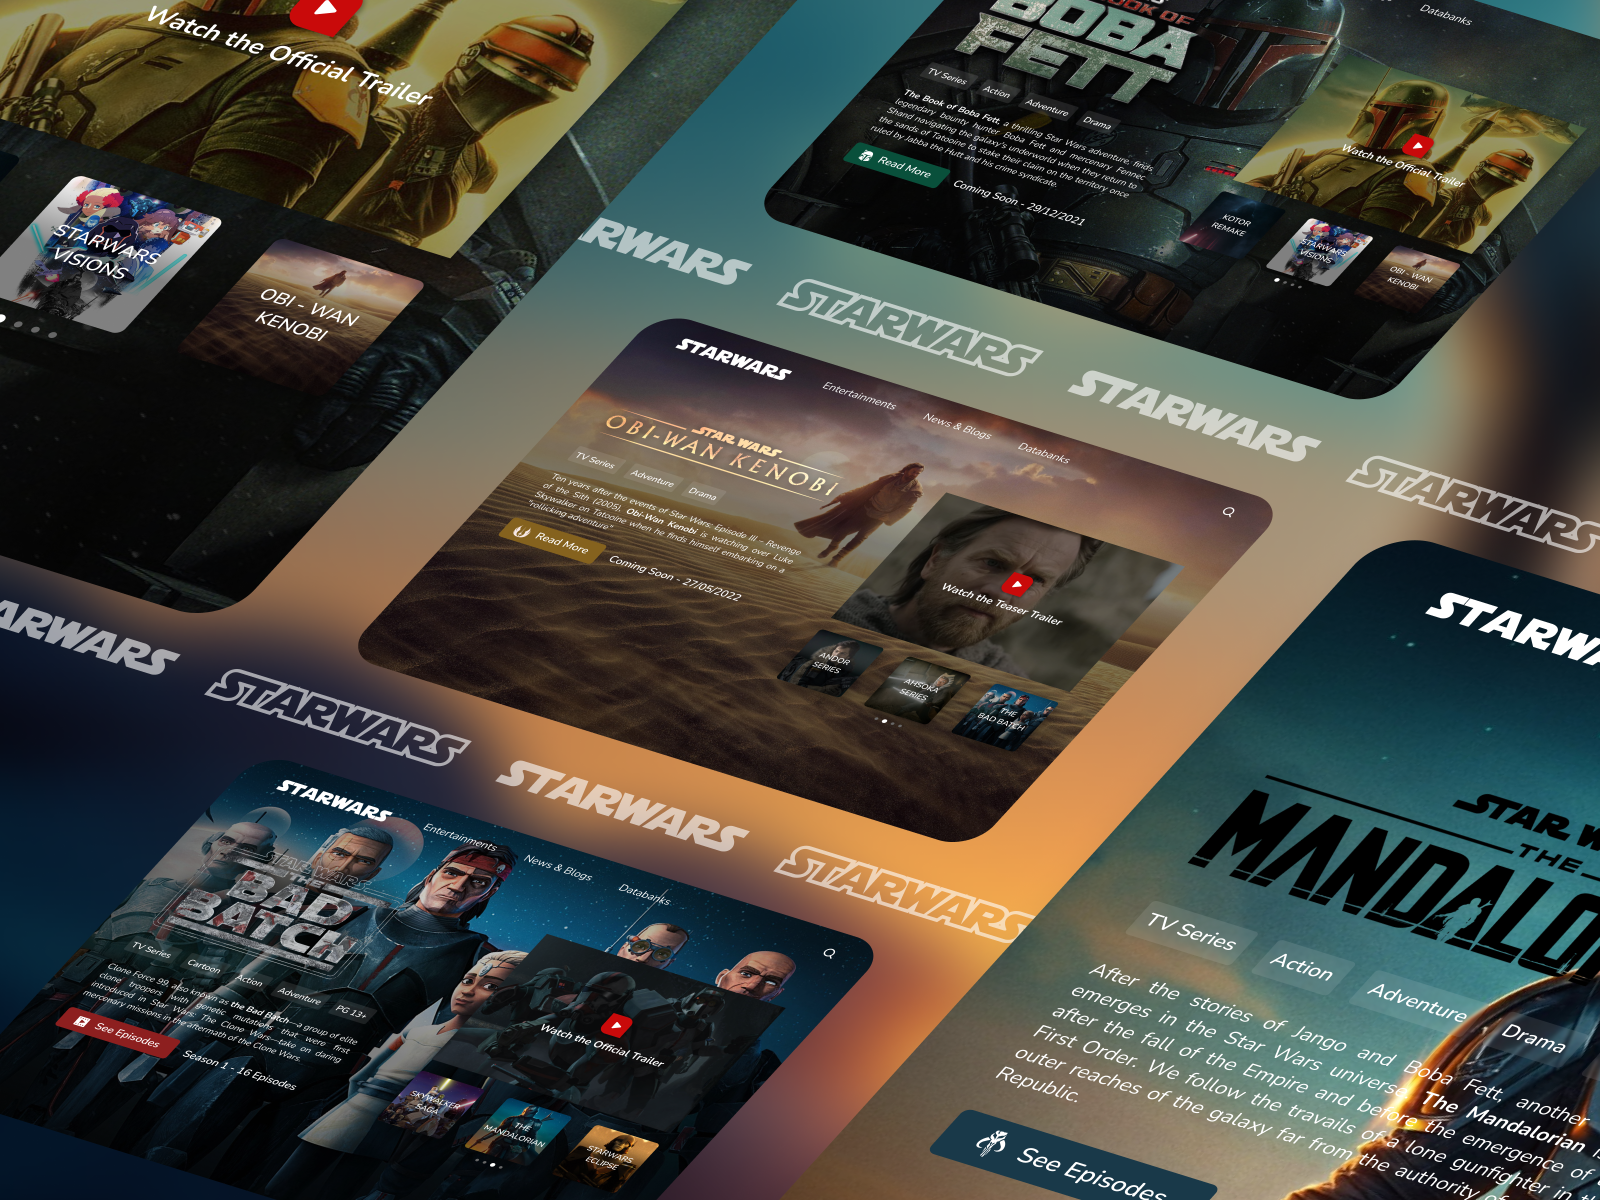 Watch the Official Trailer
STARWARS
VISIONS
OBI - WAN
KENOBI
Databanks
BOOK OF
BOBA
FETT
TV Series
Action
Adventure
Drama
The Book of Boba Fett, a thrilling Star Wars adventure, finds
legendary bounty hunter Boba Fett and mercenary Fennec
Shand navigating the galaxy's underworld when they return to
the sands of Tatooine to stake their claim on the territory once
ruled by Jabba the Hutt and his crime syndicate.
Read More
Coming Soon - 29/12/2021
Watch the Official Trailer
KOTOR
REMAKE
STARWARS
VISIONS
OBI - WAN
KENOBI
RWARS
STARWARS
STARWARS
STARWARS
STARWARS
Entertainments
News & Blogs
Databanks
STAR WARS
OBI-WAN KENOBI
TV Series
Adventure
Drama
Ten years after the events of Star Wars: Episode III – Revenge
of the Sith (2005), Obi-Wan Kenobi is watching over Luke
Skywalker on Tatooine when he finds himself embarking on a
"rollicking adventure"
Read More
Coming Soon - 27/05/2022
Watch the Teaser Trailer
ANDOR
SERIES
AHSOKA
SERIES
THE
BAD BATCH
ARWARS
STARWARS
STARWARS
STARWARS
STARWARS
Entertainments
News & Blogs
Databanks
STAR WARS
THE
BAD
BATCH
TV Series
Cartoon
Action
Adventure
PG 13+
Clone Force 99, also known as the Bad Batch—a group of elite
clone troopers with genetic mutations that were first
introduced in Star Wars: The Clone Wars—take on daring
mercenary missions in the aftermath of the Clone Wars.
See Episodes
Season 1 - 16 Episodes
Watch the Official Trailer
SKYWALKER
SAGA
THE
MANDALORIAN
STARWARS
ECLIPSE
STARW
STAR W
THE
MANDALO
TV Series
Action
Adventure
Drama
After the stories of Jango and Boba Fett, another
emerges in the Star Wars universe. The Mandalorian is
after the fall of the Empire and before the emergence of
First Order. We follow the travails of a lone gunfighter in the
outer reaches of the galaxy far from the authority of
Republic.
See Episodes